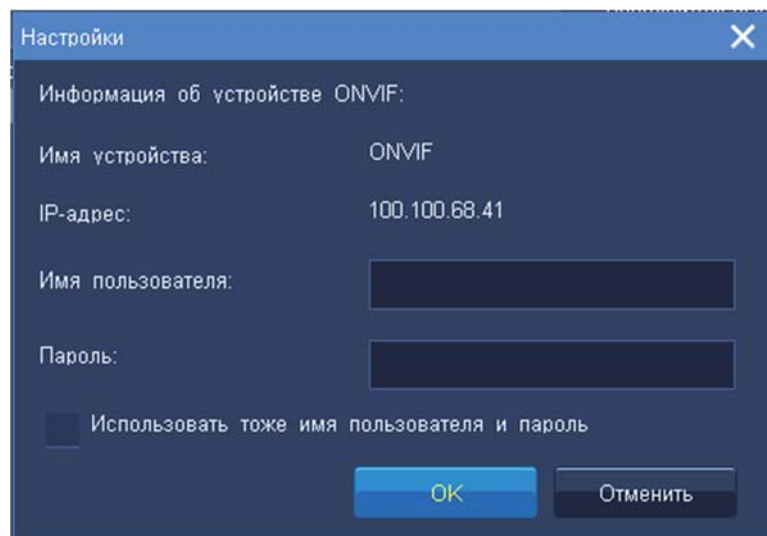 Настройки
Информация об устройстве ONVIF:
Имя устройства: ONVIF
IP-адрес: 100.100.68.41
Имя пользователя:
Пароль:
Использовать тоже имя пользователя и пароль
OK Отменить